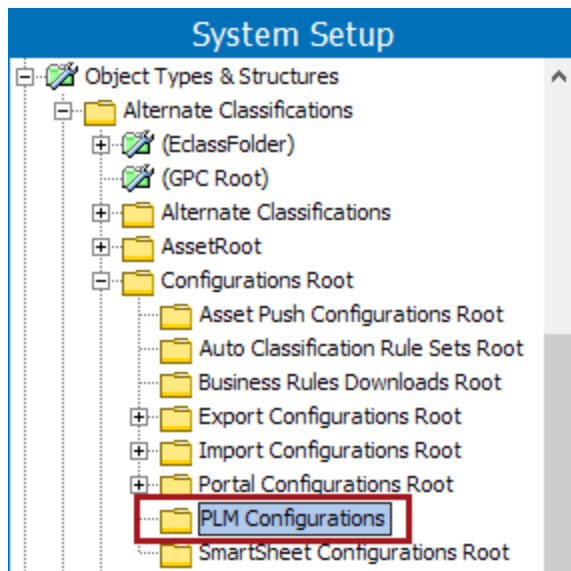 System Setup
Object Types & Structures
Alternate Classifications
(EclassFolder)
(GPC Root)
Alternate Classifications
AssetRoot
Configurations Root
Asset Push Configurations Root
Auto Classification Rule Sets Root
Business Rules Downloads Root
Export Configurations Root
Import Configurations Root
Portal Configurations Root
PLM Configurations
SmartSheet Configurations Root